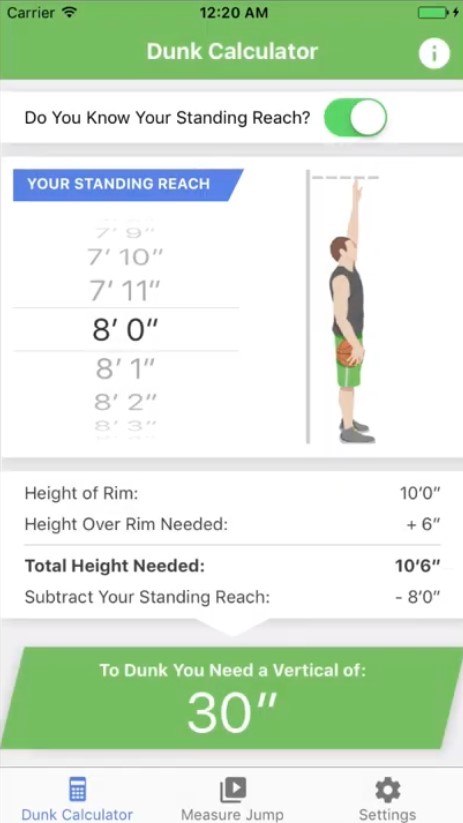 Carrier 12:20 AM
Dunk Calculator
Do You Know Your Standing Reach?
YOUR STANDING REACH
7' 9"
7' 10"
7' 11"
8' 0"
8' 1"
8' 2"
8' 3"
Height of Rim: 10'0"
Height Over Rim Needed: + 6"
Total Height Needed: 10'6"
Subtract Your Standing Reach: - 8'0"
To Dunk You Need a Vertical of:
30"
Dunk Calculator Measure Jump Settings